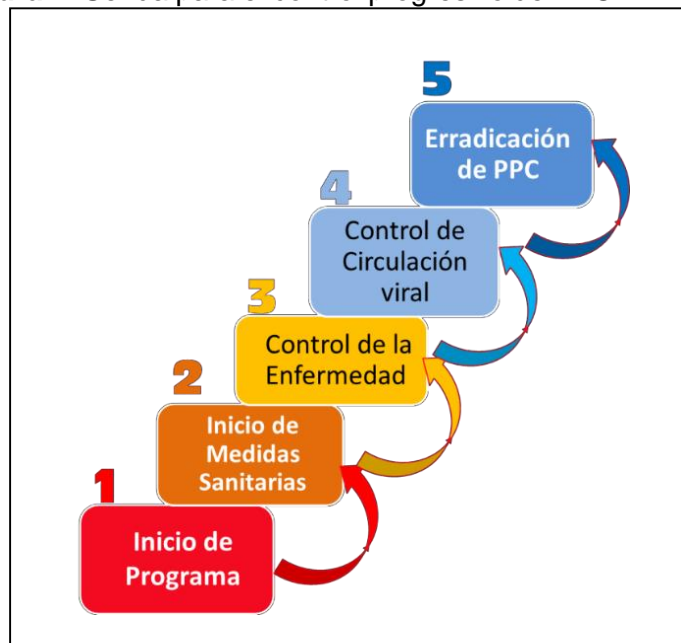 5
Erradicación
de PPC
4
Control de
Circulación
viral
3
Control de la
Enfermedad
2
Inicio de
Medidas
Sanitarias
1
Inicio de
Programa